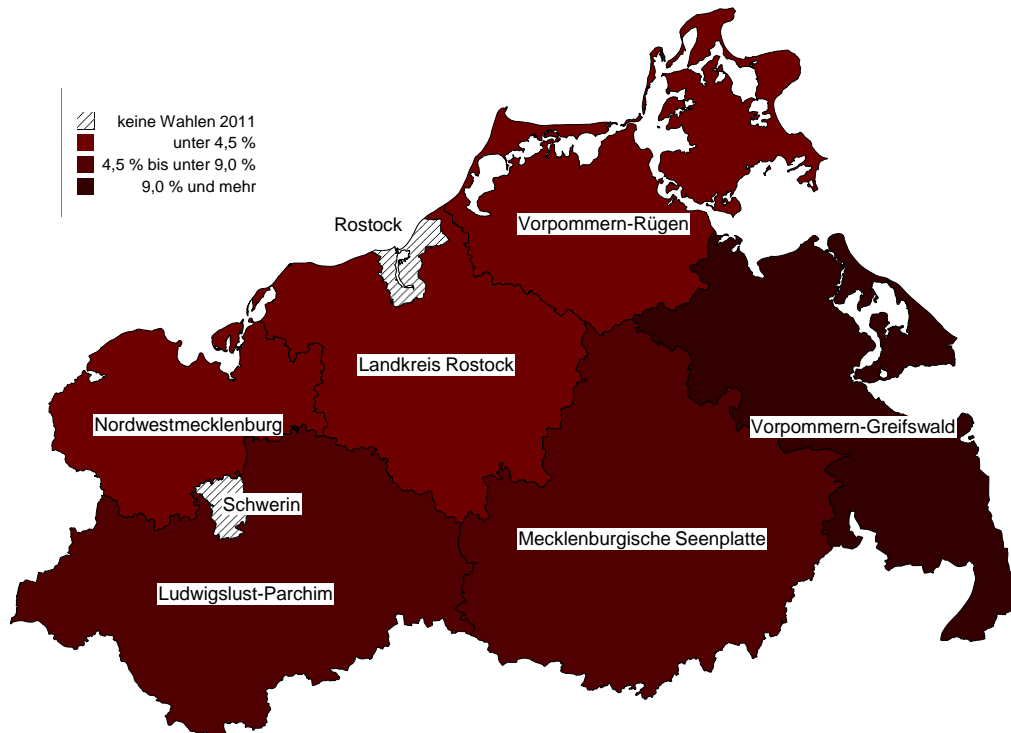 keine Wahlen 2011
unter 4,5 %
4,5 % bis unter 9,0 %
9,0 % und mehr
Rostock
Vorpommern-Rügen
Landkreis Rostock
Nordwestmecklenburg
Vorpommern-Greifswald
Schwerin
Mecklenburgische Seenplatte
Ludwigslust-Parchim